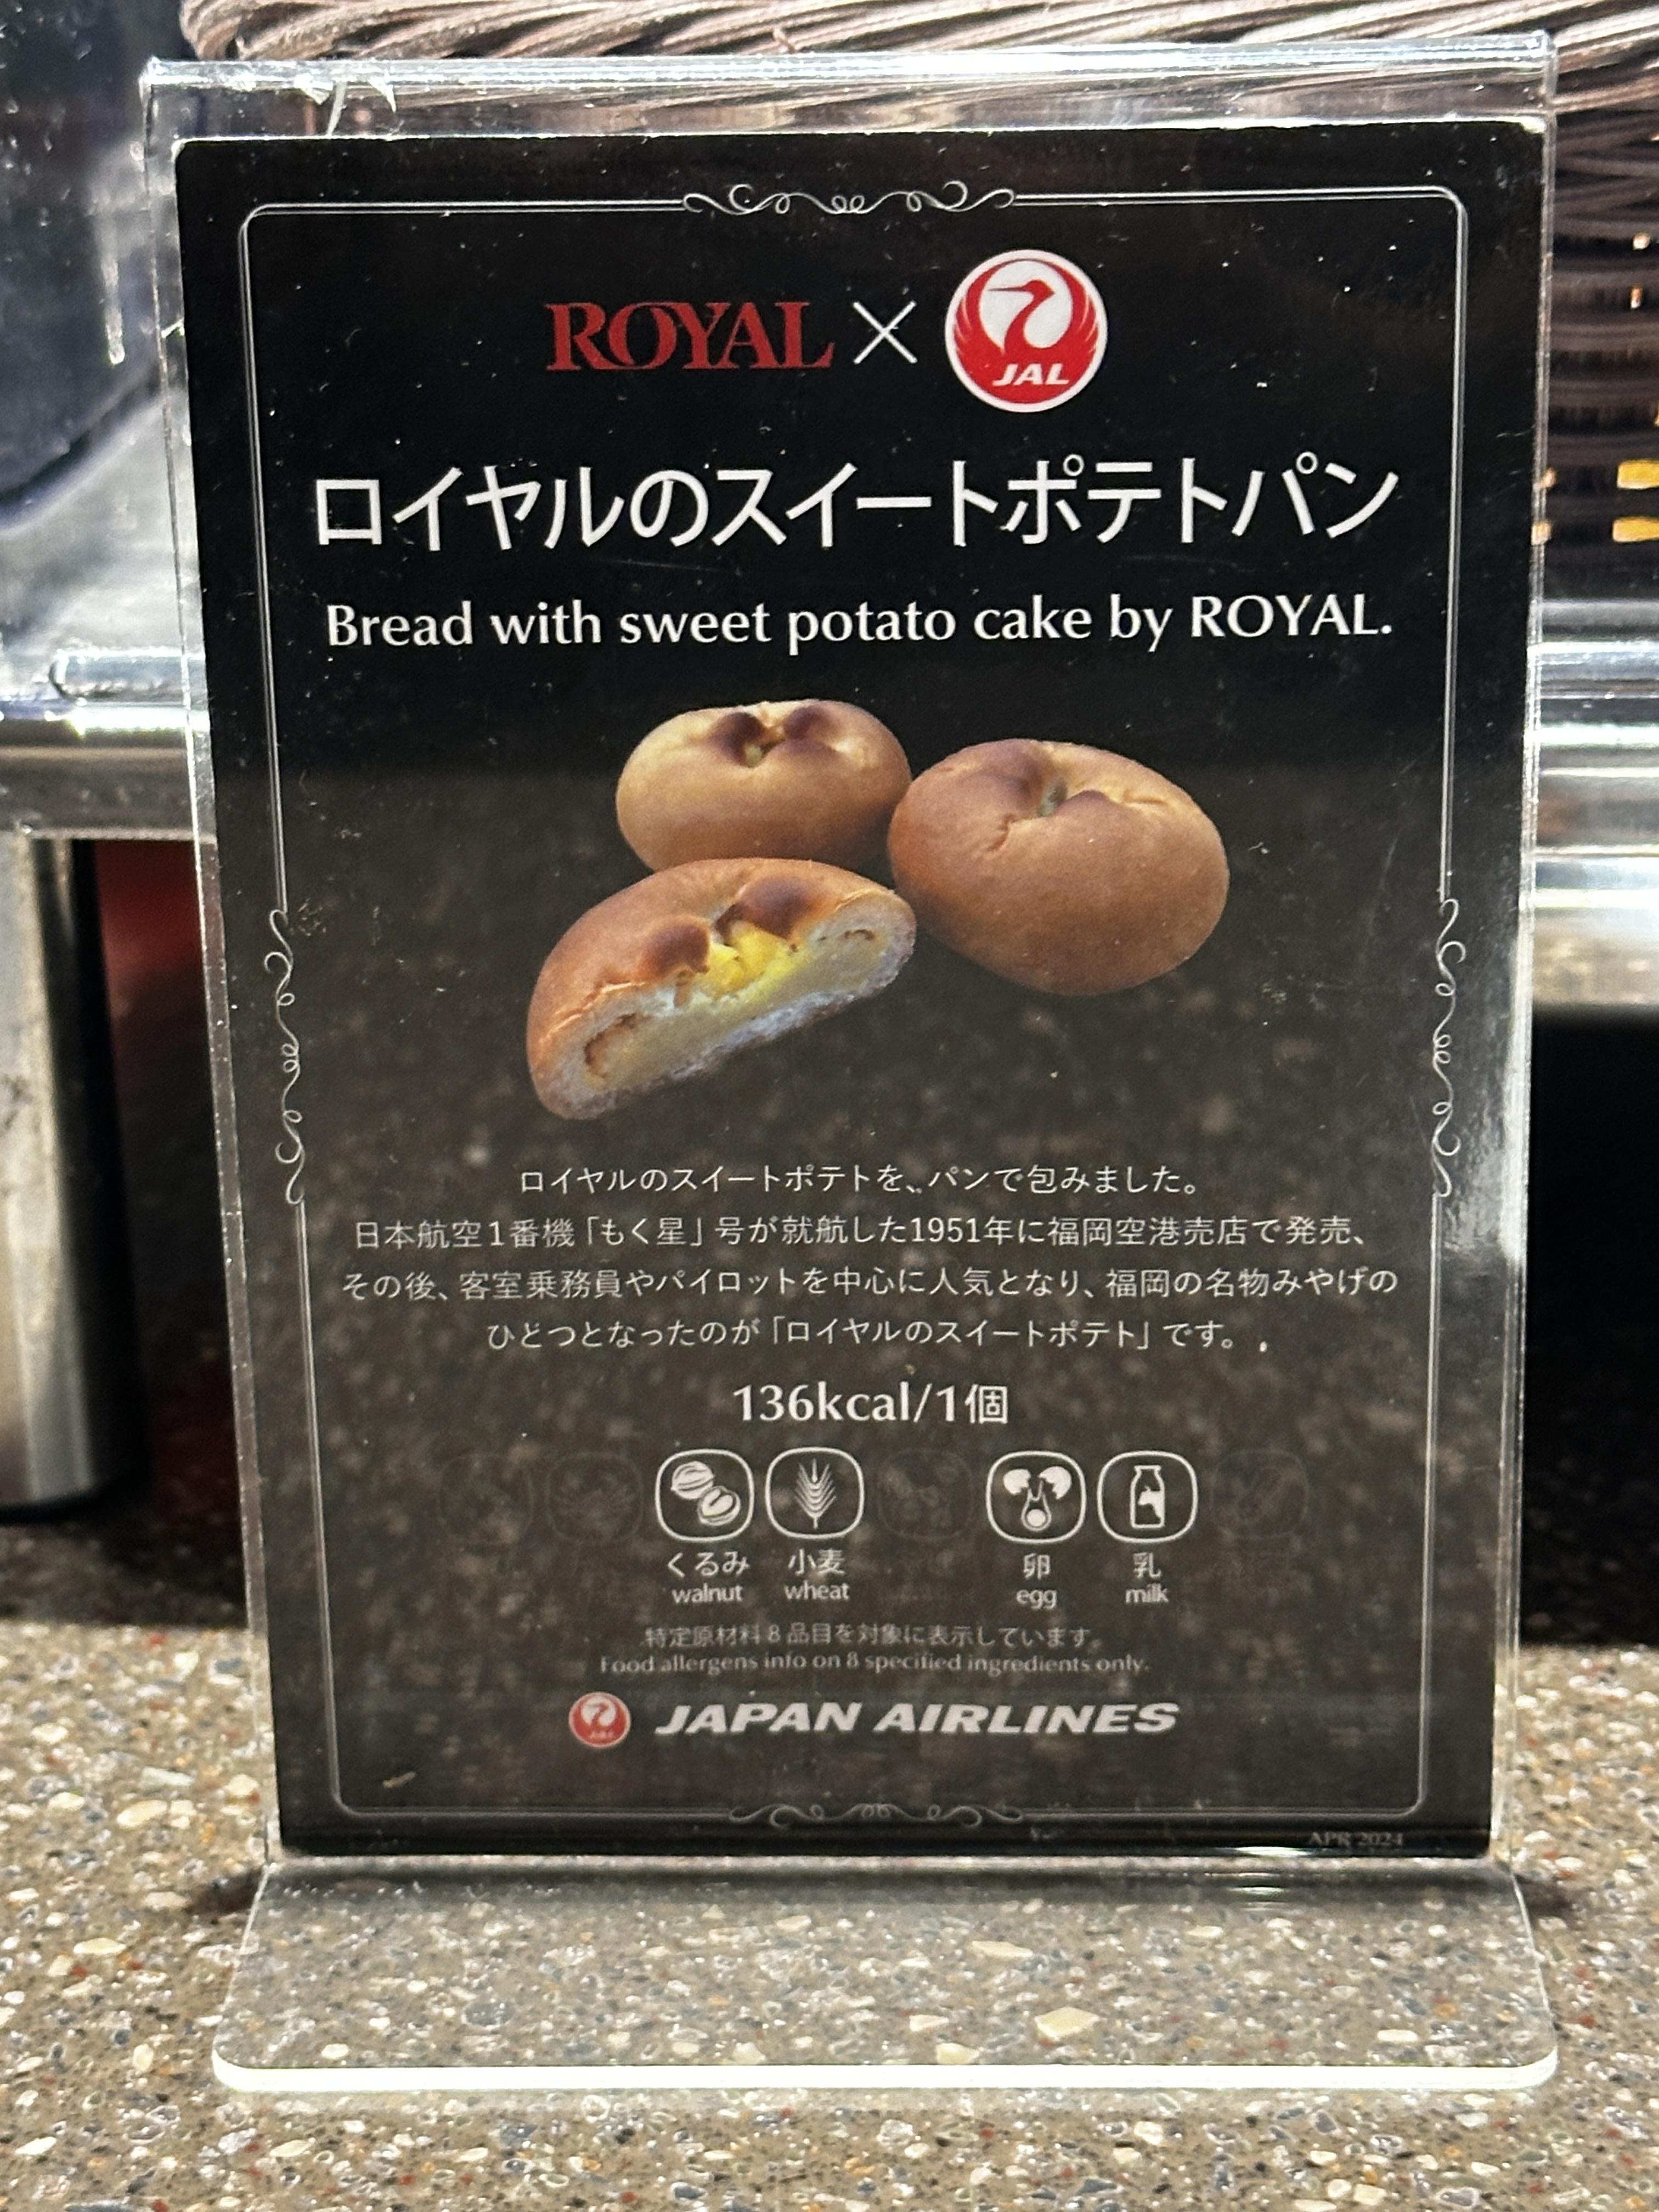 ROYAL × JAL
ロイヤルのスイートポテトパン
Bread with sweet potato cake by ROYAL.
ロイヤルのスイートポテトを、パンで包みました。
日本航空1番機「もく星」号が就航した1951年に福岡空港売店で発売、
その後、客室乗務員やパイロットを中心に人気となり、福岡の名物みやげの
ひとつとなったのが「ロイヤルのスイートポテト」です。
136kcal/1個
くるみ 小麦 卵 乳
walnut wheat egg milk
特定原材料8品目を対象に表示しています。
Food allergens info on 8 specified ingredients only.
JAL JAPAN AIRLINES
APR 2024